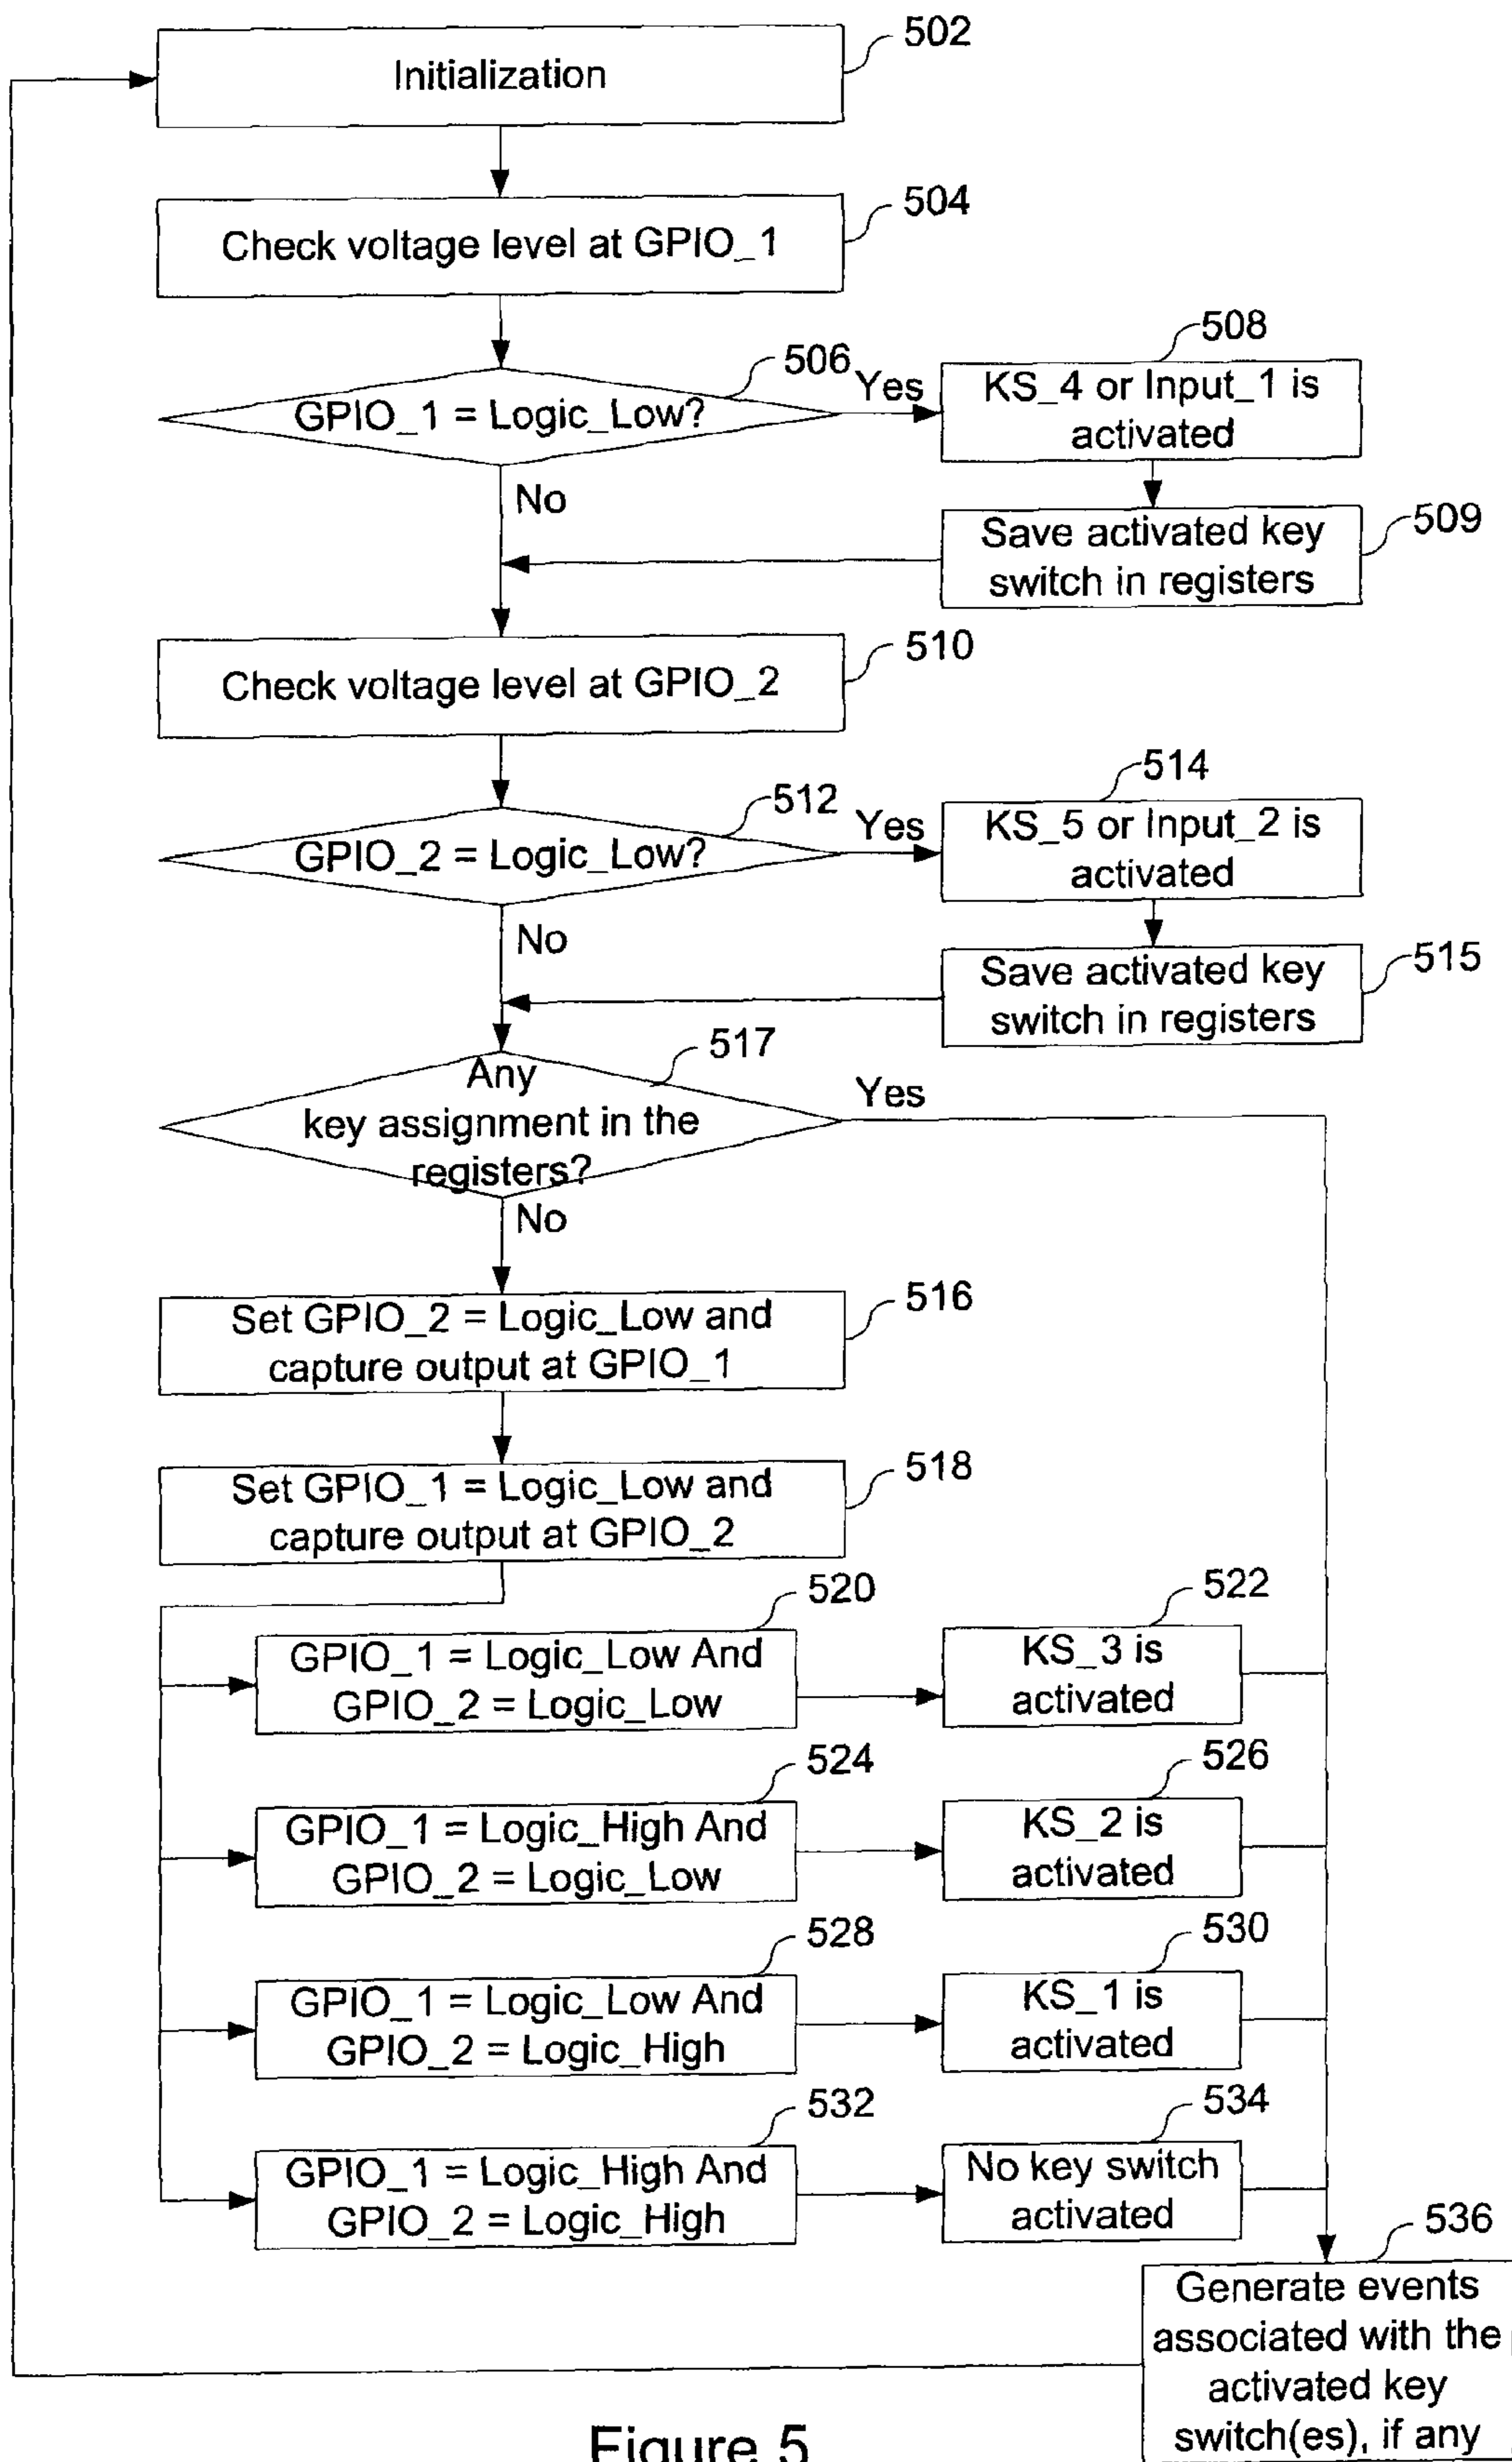 502
Initialization
504
Check voltage level at GPIO_1
506
GPIO_1 = Logic_Low?
Yes
508
KS_4 or Input_1 is
activated
No
509
Save activated key
switch in registers
510
Check voltage level at GPIO_2
512
GPIO_2 = Logic_Low?
Yes
514
KS_5 or Input_2 is
activated
No
515
Save activated key
switch in registers
517
Any
key assignment in the
registers?
Yes
No
516
Set GPIO_2 = Logic_Low and
capture output at GPIO_1
518
Set GPIO_1 = Logic_Low and
capture output at GPIO_2
520
GPIO_1 = Logic_Low And
GPIO_2 = Logic_Low
522
KS_3 is
activated
524
GPIO_1 = Logic_High And
GPIO_2 = Logic_Low
526
KS_2 is
activated
528
GPIO_1 = Logic_Low And
GPIO_2 = Logic_High
530
KS_1 is
activated
532
GPIO_1 = Logic_High And
GPIO_2 = Logic_High
534
No key switch
activated
536
Generate events
associated with the
activated key
switch(es), if any
Figure 5